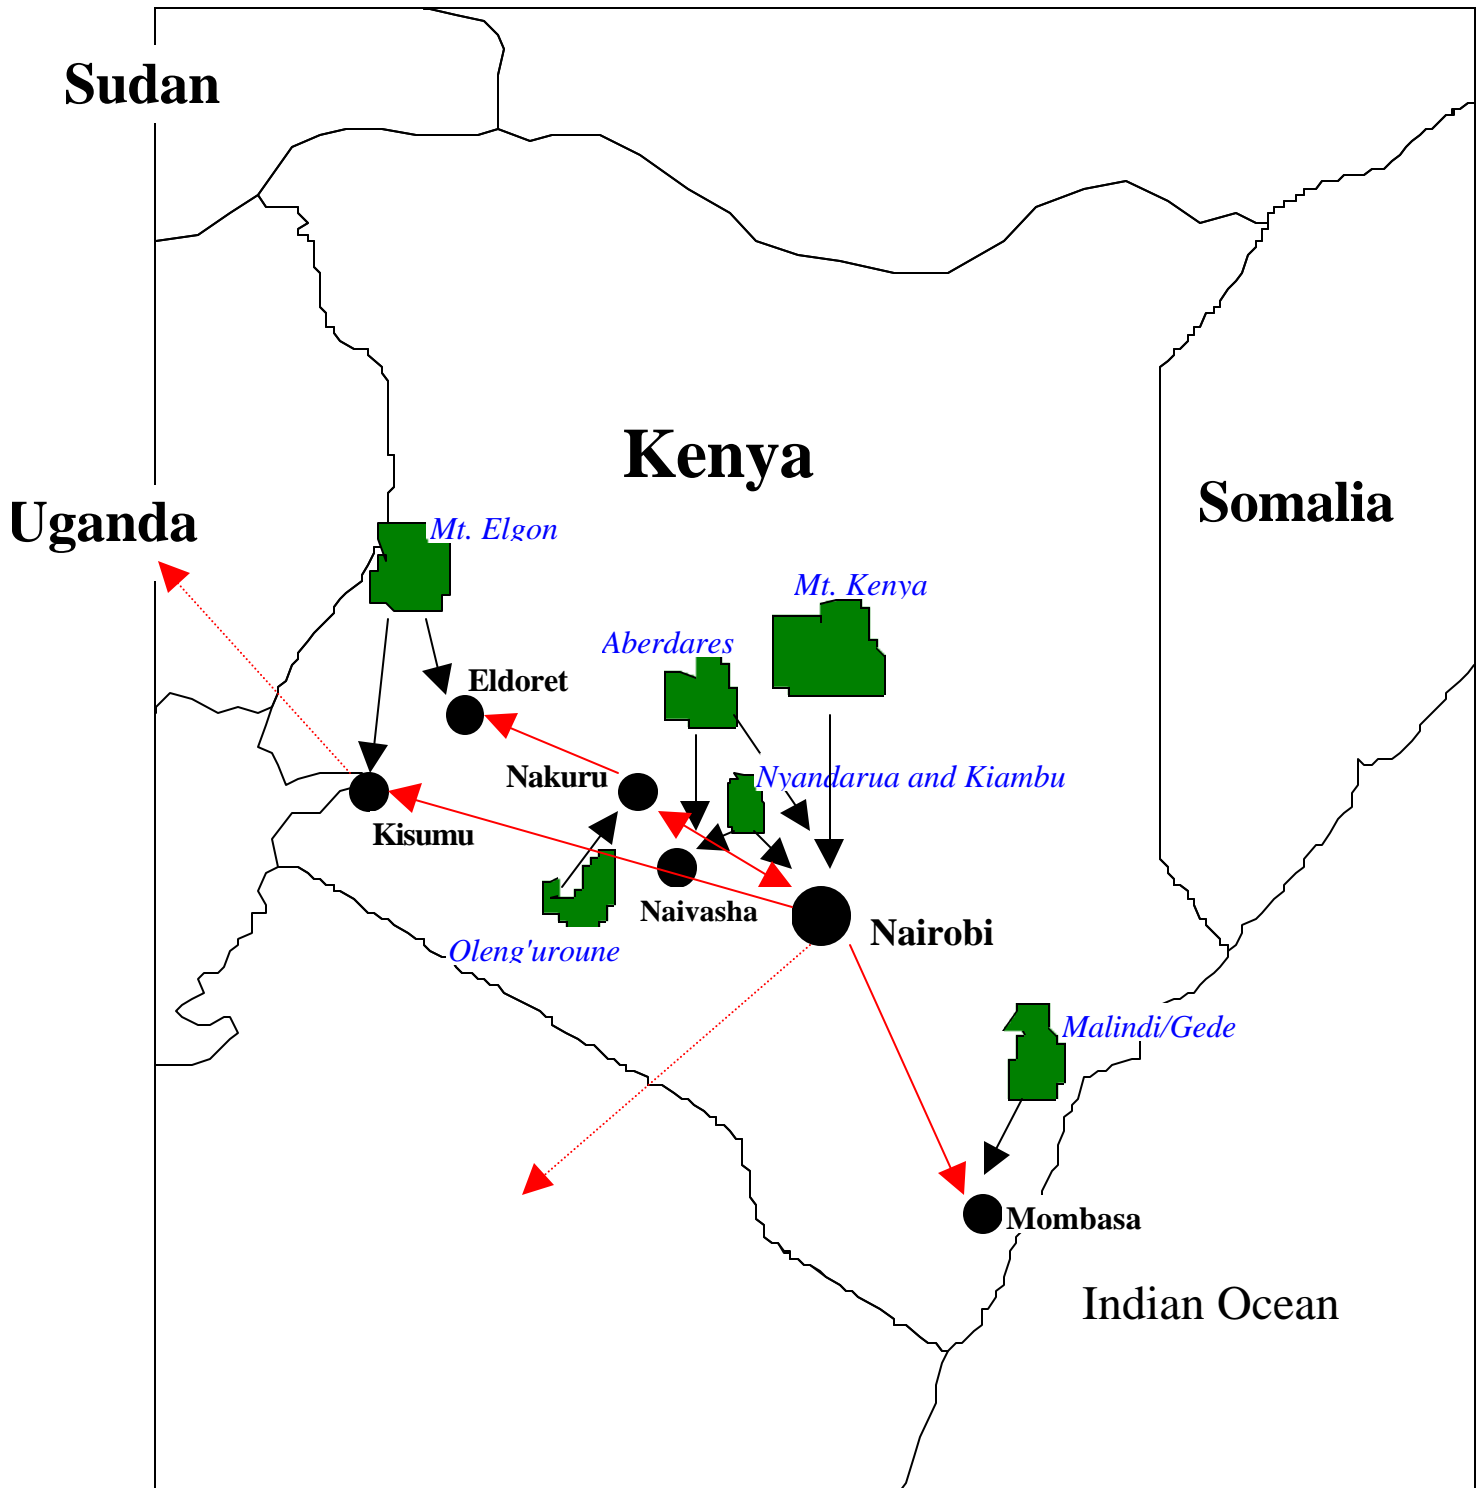 Sudan
Kenya
Somalia
Uganda
Mt. Elgon
Mt. Kenya
Aberdares
Eldoret
Nakuru
Nyandarua and Kiambu
Kisumu
Naivasha
Nairobi
Oleng'uroune
Malindi/Gede
Mombasa
Indian Ocean